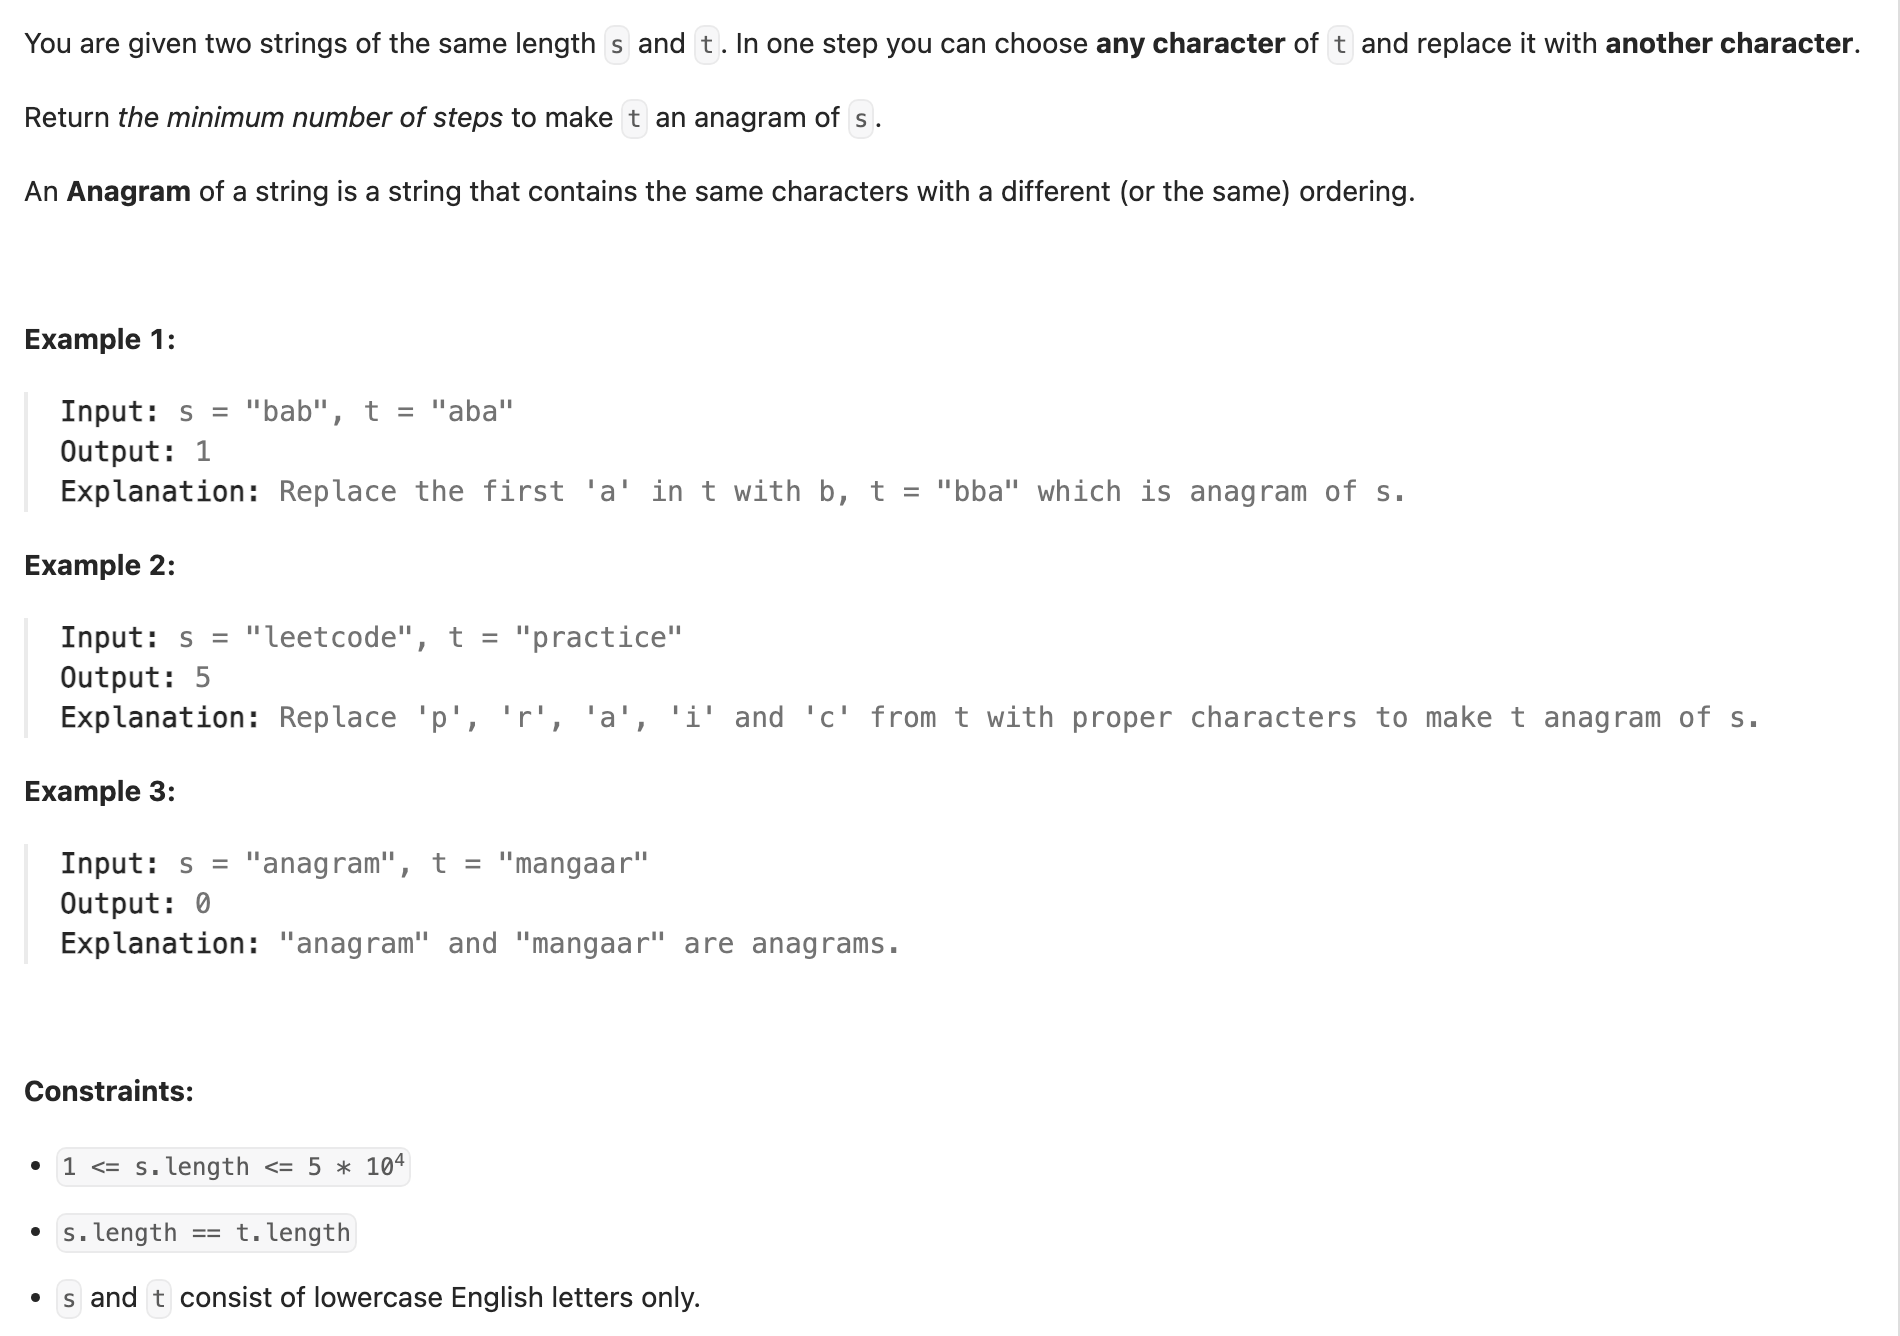 You are given two strings of the same length s and t. In one step you can choose any character of t and replace it with another character.
Return the minimum number of steps to make t an anagram of s.
An Anagram of a string is a string that contains the same characters with a different (or the same) ordering.
Example 1:
Input: s = "bab", t = "aba"
Output: 1
Explanation: Replace the first 'a' in t with b, t = "bba" which is anagram of s.
Example 2:
Input: s = "leetcode", t = "practice"
Output: 5
Explanation: Replace 'p', 'r', 'a', 'i' and 'c' from t with proper characters to make t anagram of s.
Example 3:
Input: s = "anagram", t = "mangaar"
Output: 0
Explanation: "anagram" and "mangaar" are anagrams.
Constraints:
• 1 <= s.length <= 5 * 10⁴
• s.length == t.length
• s and t consist of lowercase English letters only.